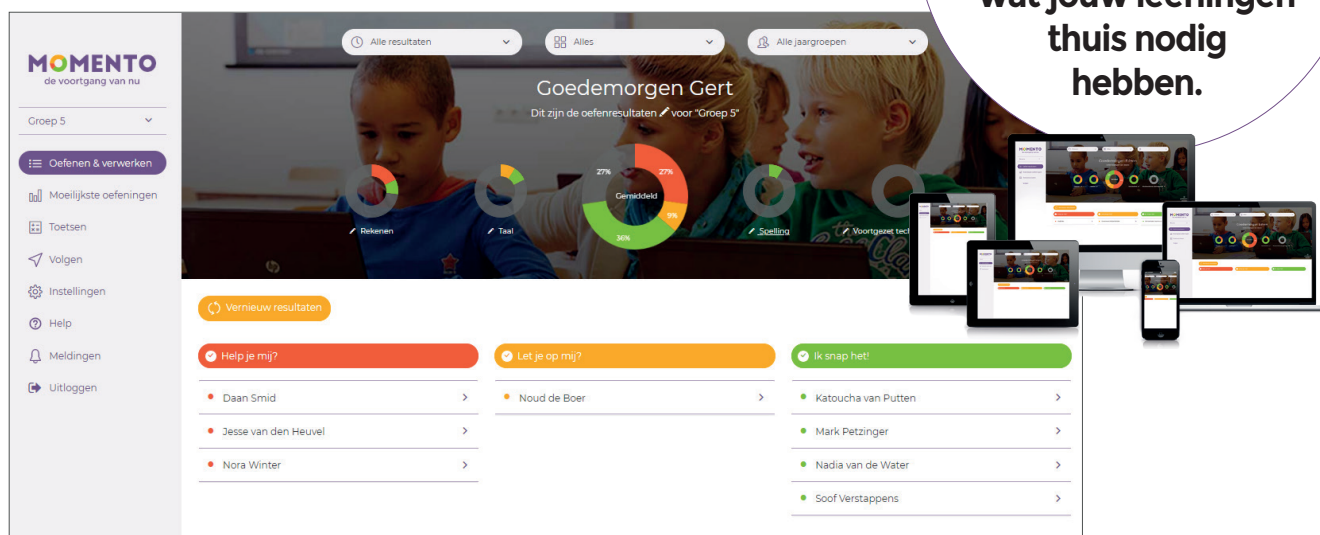 wat jouw leerlingen
thuis nodig
hebben.
MOMENTO
de voortgang van nu
Groep 5
Oefenen & verwerken
Moeilijkste oefeningen
Toetsen
Volgen
Instellingen
Help
Meldingen
Uitloggen
Alle resultaten
Alles
Alle jaargroepen
Goedemorgen Gert
Dit zijn de oefenresultaten voor "Groep 5"
27%
27%
Gemiddeld
9%
36%
Rekenen
Taal
Spelling
Voortgezet tec
Vernieuw resultaten
Help je mij?
Daan Smid
Jesse van den Heuvel
Nora Winter
Let je op mij?
Noud de Boer
Ik snap het!
Katoucha van Putten
Mark Petzinger
Nadia van de Water
Soof Verstappens